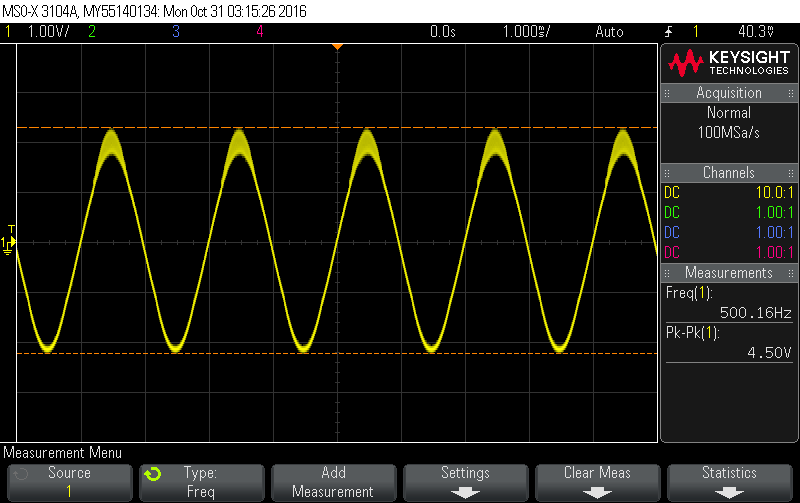 MSO-X 3104A, MY55140134: Mon Oct 31 03:15:26 2016
1 1.00V/ 2 3 4 0.0s 1.000ms/ Auto 1 40.3mV
KEYSIGHT
TECHNOLOGIES
Acquisition
Normal
100MSa/s
Channels
DC 10.0:1
DC 1.00:1
DC 1.00:1
DC 1.00:1
Measurements
Freq(1):
500.16Hz
Pk-Pk(1):
4.50V
T
1
Measurement Menu
Source
1
Type:
Freq
Add
Measurement
Settings
Clear Meas
Statistics